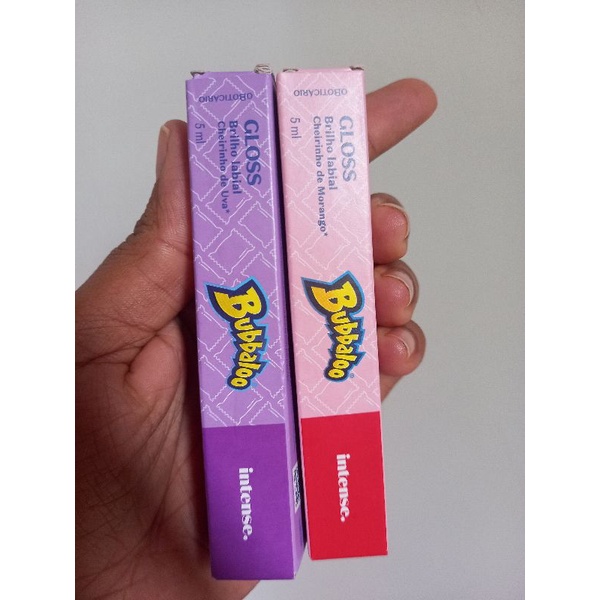 OBOTICÁRIO
GLOSS
Brilho labial
Cheirinho de Uva*
5 ml
Bubbaloo
intense.
OBOTICÁRIO
GLOSS
Brilho labial
Cheirinho de Morango*
5 ml
Bubbaloo
intense.